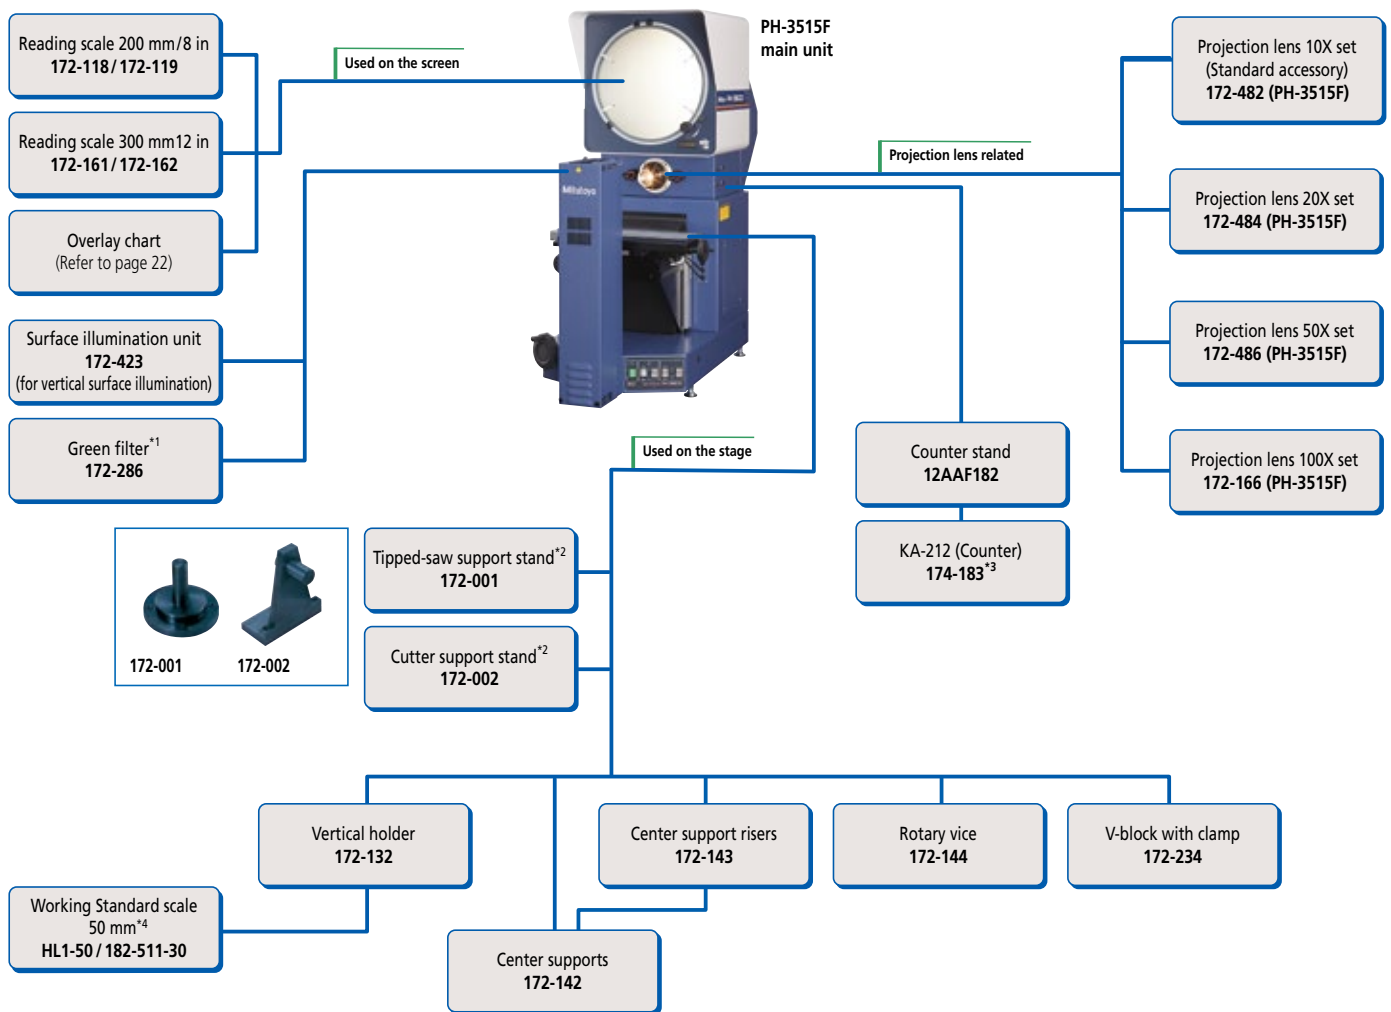 PH-3515F
main unit
Reading scale 200 mm/8 in
172-118 / 172-119
Used on the screen
Reading scale 300 mm12 in
172-161 / 172-162
Overlay chart
(Refer to page 22)
Surface illumination unit
172-423
(for vertical surface illumination)
Green filter*1
172-286
Mitutoyo
Projection lens related
Projection lens 10X set
(Standard accessory)
172-482 (PH-3515F)
Projection lens 20X set
172-484 (PH-3515F)
Projection lens 50X set
172-486 (PH-3515F)
Projection lens 100X set
172-166 (PH-3515F)
Used on the stage
Counter stand
12AAF182
KA-212 (Counter)
174-183*3
172-001
172-002
Tipped-saw support stand*2
172-001
Cutter support stand*2
172-002
Vertical holder
172-132
Center support risers
172-143
Rotary vice
172-144
V-block with clamp
172-234
Working Standard scale
50 mm*4
HL1-50 / 182-511-30
Center supports
172-142